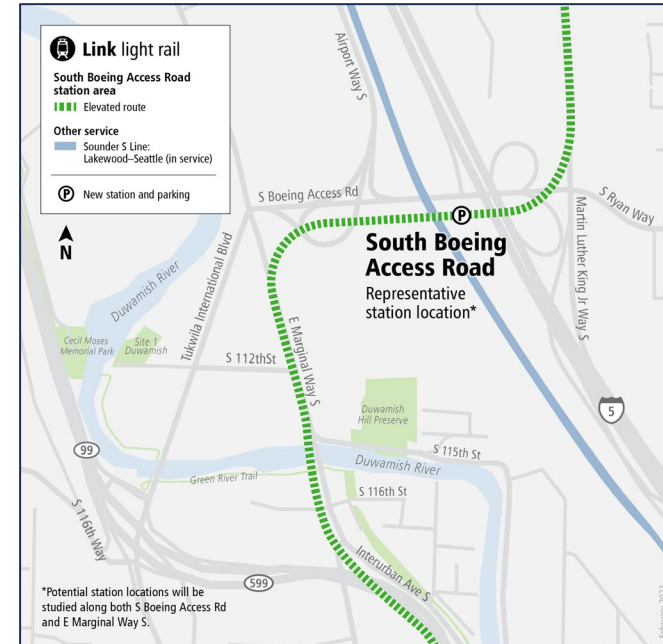 Link light rail
South Boeing Access Road
station area
Elevated route
Other service
Sounder S Line:
Lakewood–Seattle (in service)
P New station and parking
N
Airport Way S
S Boeing Access Rd
P
S Ryan Way
South Boeing
Access Road
Representative
station location*
Martin Luther King Jr Way S
Duwamish River
Tukwila International Blvd
Cecil Moses
Memorial Park
Site 1
Duwamish
S 112thSt
E Marginal Way S
Duwamish
Hill Preserve
5
99
S 115th St
Duwamish River
Green River Trail
S 116th St
S 116th Way
Interurban Ave S
599
*Potential station locations will be
studied along both S Boeing Access Rd
and E Marginal Way S.